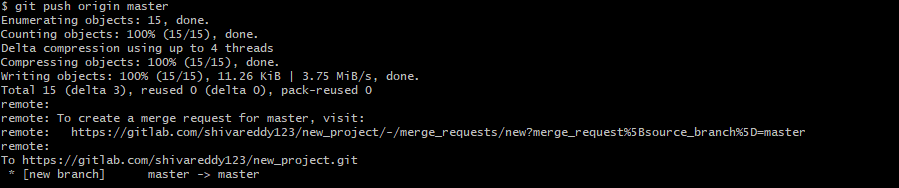 $ git push origin master
Enumerating objects: 15, done.
Counting objects: 100% (15/15), done.
Delta compression using up to 4 threads
Compressing objects: 100% (15/15), done.
Writing objects: 100% (15/15), 11.26 KiB | 3.75 MiB/s, done.
Total 15 (delta 3), reused 0 (delta 0), pack-reused 0
remote:
remote: To create a merge request for master, visit:
remote:   https://gitlab.com/shivareddy123/new_project/-/merge_requests/new?merge_request%5Bsource_branch%5D=master
remote:
To https://gitlab.com/shivareddy123/new_project.git
 * [new branch]      master -> master